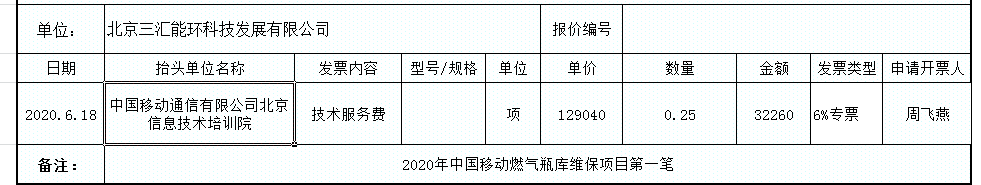 单位： 北京三汇能环科技发展有限公司 报价编号
日期 抬头单位名称 发票内容 型号/规格 单位 单价 数量 金额 发票类型 申请开票人
2020.6.18 中国移动通信有限公司北京 技术服务费 项 129040 0.25 32260 6%专票 周飞燕
信息技术培训院
备注： 2020年中国移动燃气瓶库维保项目第一笔